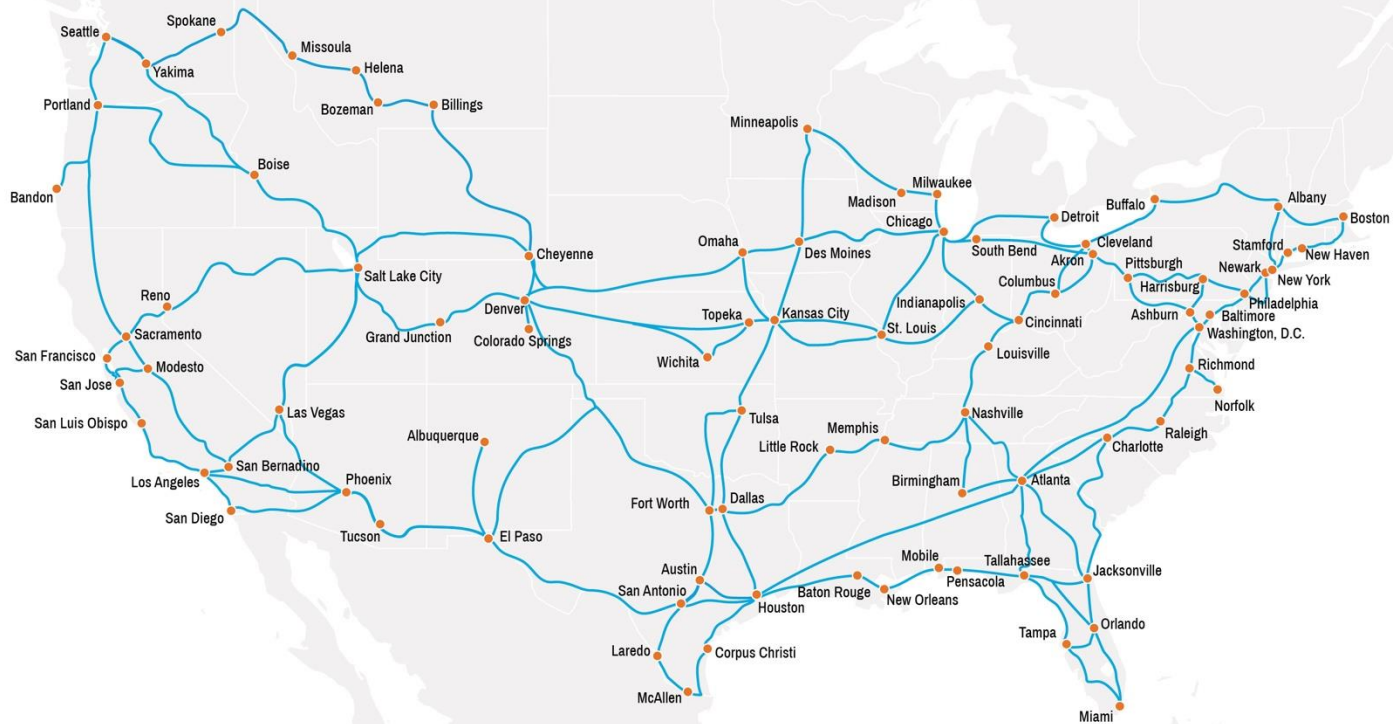 Spokane
Seattle
Missoula
Yakima
Helena
Portland
Bozeman
Billings
Minneapolis
Boise
Bandon
Milwaukee
Madison
Chicago
Detroit
Buffalo
Albany
Boston
Omaha
Des Moines
South Bend
Cleveland
Akron
Stamford
New Haven
Cheyenne
Salt Lake City
Pittsburgh
Newark
New York
Harrisburg
Columbus
Indianapolis
Philadelphia
Reno
Denver
Topeka
Kansas City
Ashburn
Baltimore
Sacramento
Grand Junction
Colorado Springs
St. Louis
Cincinnati
Washington, D.C.
San Francisco
Modesto
Wichita
Louisville
Richmond
San Jose
Norfolk
Las Vegas
San Luis Obispo
Tulsa
Nashville
Albuquerque
Memphis
Little Rock
Raleigh
Charlotte
San Bernadino
Los Angeles
Phoenix
Birmingham
Atlanta
Fort Worth
Dallas
San Diego
Tucson
El Paso
Mobile
Tallahassee
Austin
Pensacola
Jacksonville
San Antonio
Houston
Baton Rouge
New Orleans
Orlando
Tampa
Laredo
Corpus Christi
McAllen
Miami